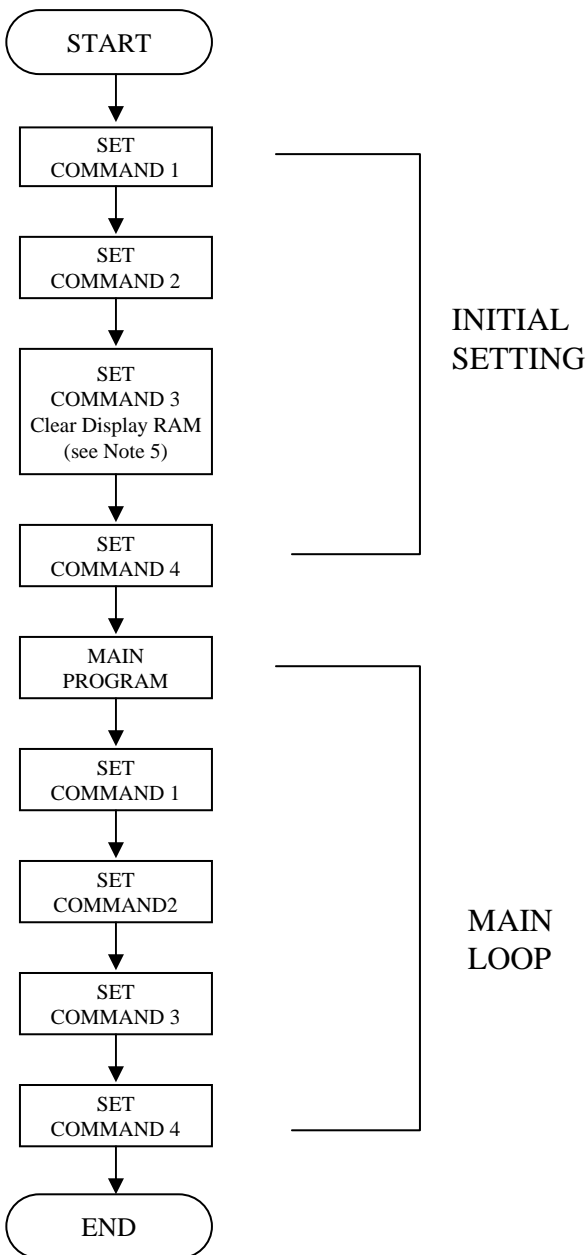 START
SET
COMMAND 1
SET
COMMAND 2
SET
COMMAND 3
Clear Display RAM
(see Note 5)
SET
COMMAND 4
INITIAL
SETTING
MAIN
PROGRAM
SET
COMMAND 1
SET
COMMAND2
SET
COMMAND 3
SET
COMMAND 4
MAIN
LOOP
END